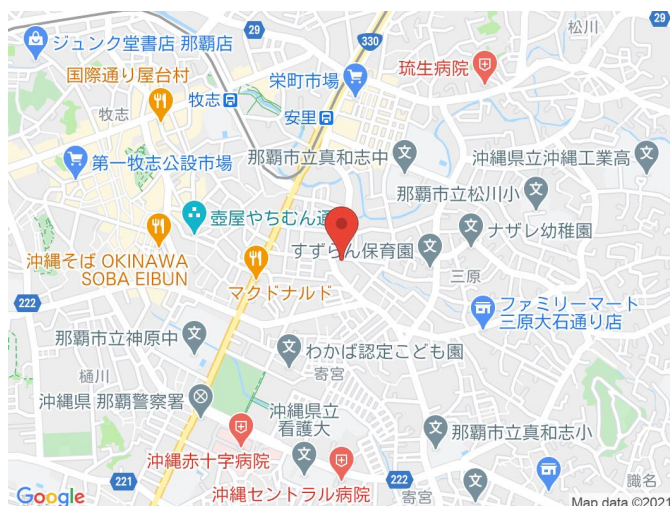 29
松川
ジュンク堂書店 那覇店
330
29
国際通り屋台村
栄町市場
琉生病院
牧志
安里
第一牧志公設市場
那覇市立真和志中
沖縄県立沖縄工業高
那覇市立松川小
壺屋やちむん通
ナザレ幼稚園
沖縄そば OKINAWA
SOBA EIBUN
すずらん保育園
三原
マクドナルド
222
ファミリーマート
三原大石通り店
那覇市立神原中
わかば認定こども園
樋川
寄宮
沖縄県 那覇警察署
沖縄県立
看護大
那覇市立真和志小
沖縄赤十字病院
221
沖縄セントラル病院
222
寄宮
識名
Google
Map data ©2021